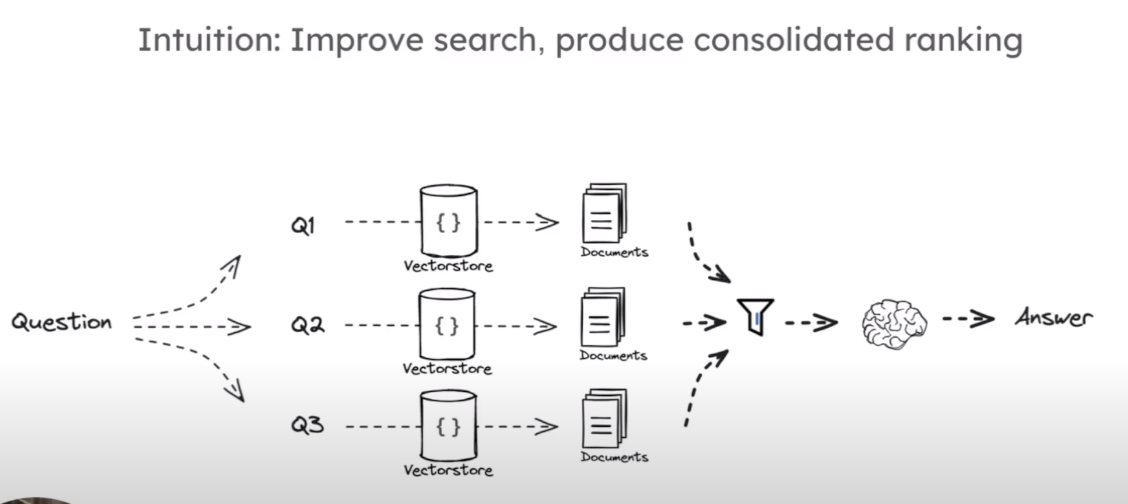 Intuition: Improve search, produce consolidated ranking
Q1
{}
Vectorstore
Documents
Question
Q2
{}
Vectorstore
Documents
Answer
Q3
{}
Vectorstore
Documents